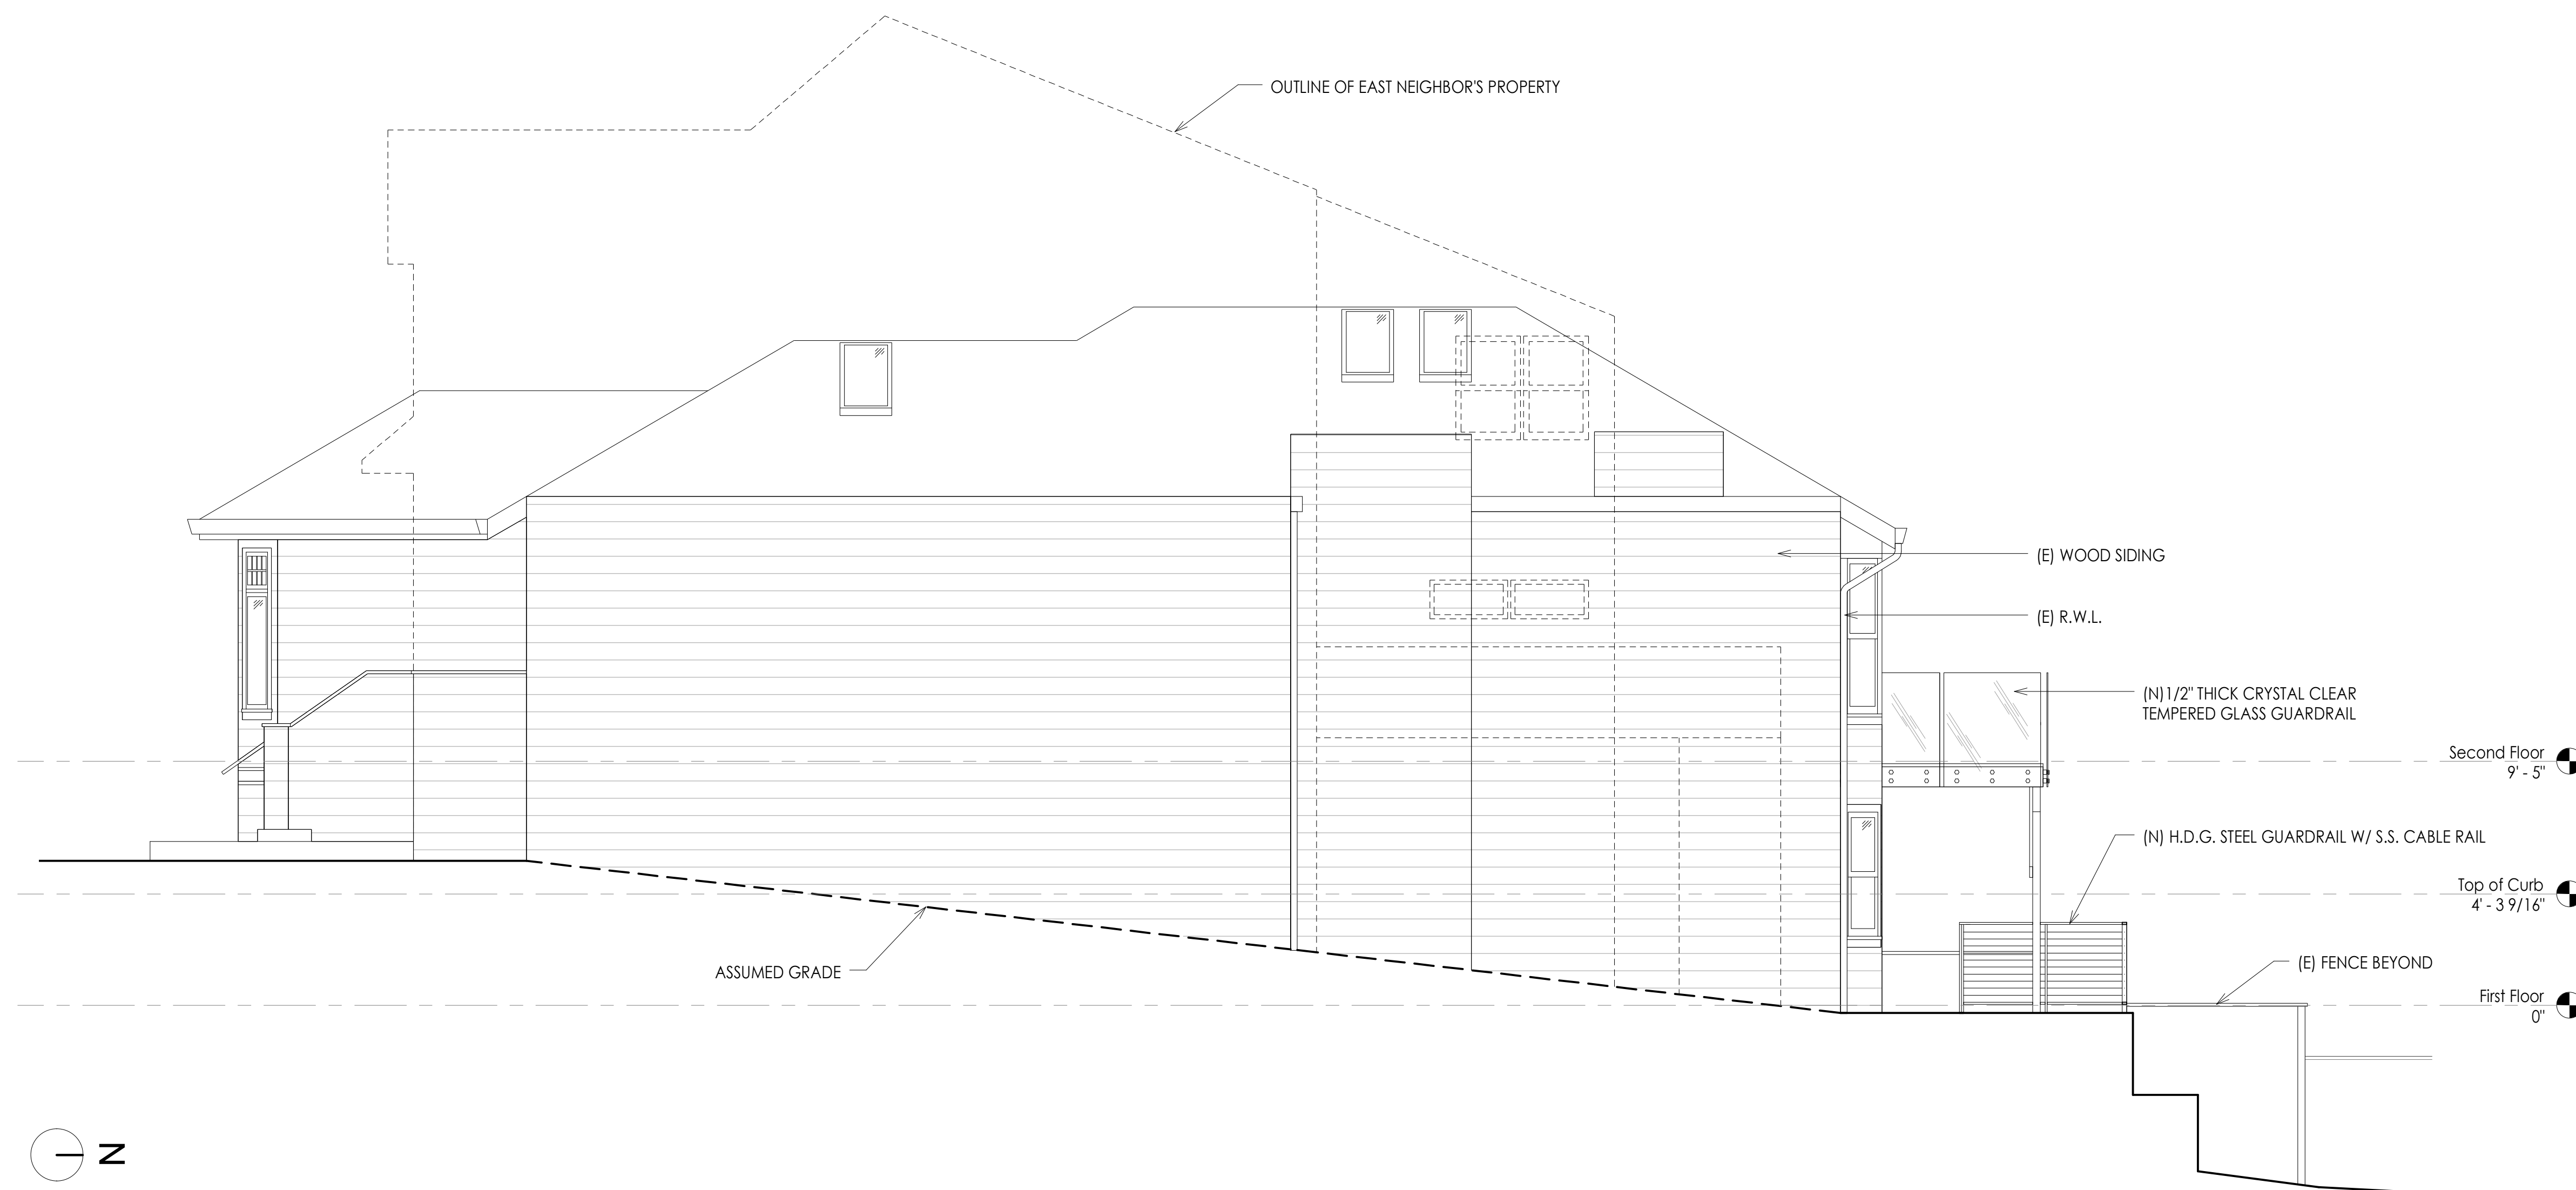 OUTLINE OF EAST NEIGHBOR'S PROPERTY
(E) WOOD SIDING
(E) R.W.L.
(N)1/2" THICK CRYSTAL CLEAR
TEMPERED GLASS GUARDRAIL
Second Floor
9' - 5"
(N) H.D.G. STEEL GUARDRAIL W/ S.S. CABLE RAIL
Top of Curb
4' - 3 9/16"
ASSUMED GRADE
(E) FENCE BEYOND
First Floor
0"
N